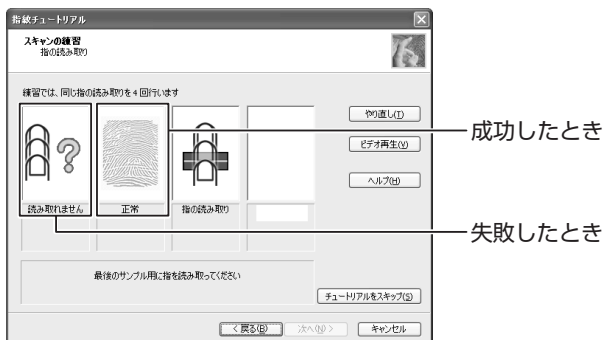 指紋チュートリアル
スキャンの練習
指の読み取り
練習では、同じ指の読み取りを4回行います
やり直し(T)
ビデオ再生(V)
ヘルプ(H)
成功したとき
読み取れません
正常
指の読み取り
失敗したとき
最後のサンプル用に指を読み取ってください
チュートリアルをスキップ(S)
< 戻る(B)
次へ(N) >
キャンセル